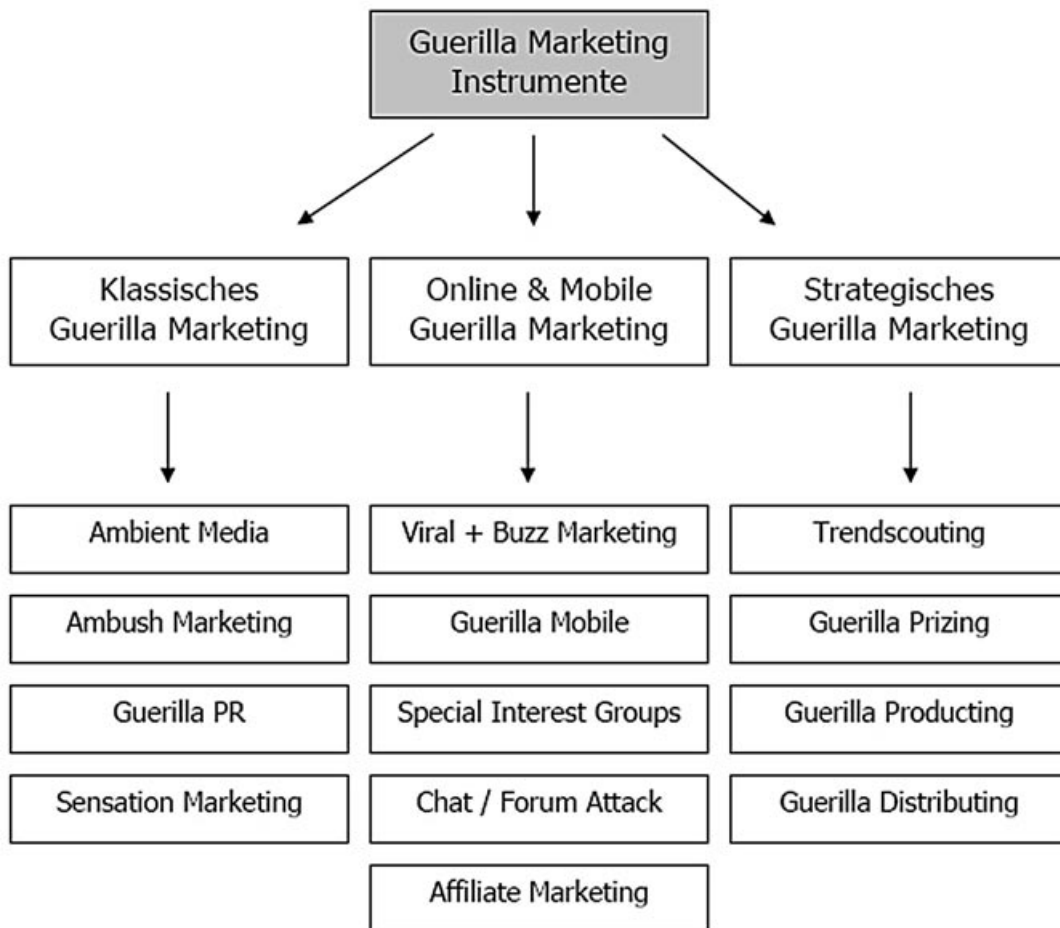 Guerilla Marketing
Instrumente
Klassisches
Guerilla Marketing
Online & Mobile
Guerilla Marketing
Strategisches
Guerilla Marketing
Ambient Media
Ambush Marketing
Guerilla PR
Sensation Marketing
Viral + Buzz Marketing
Guerilla Mobile
Special Interest Groups
Chat / Forum Attack
Affiliate Marketing
Trendscouting
Guerilla Prizing
Guerilla Producting
Guerilla Distributing